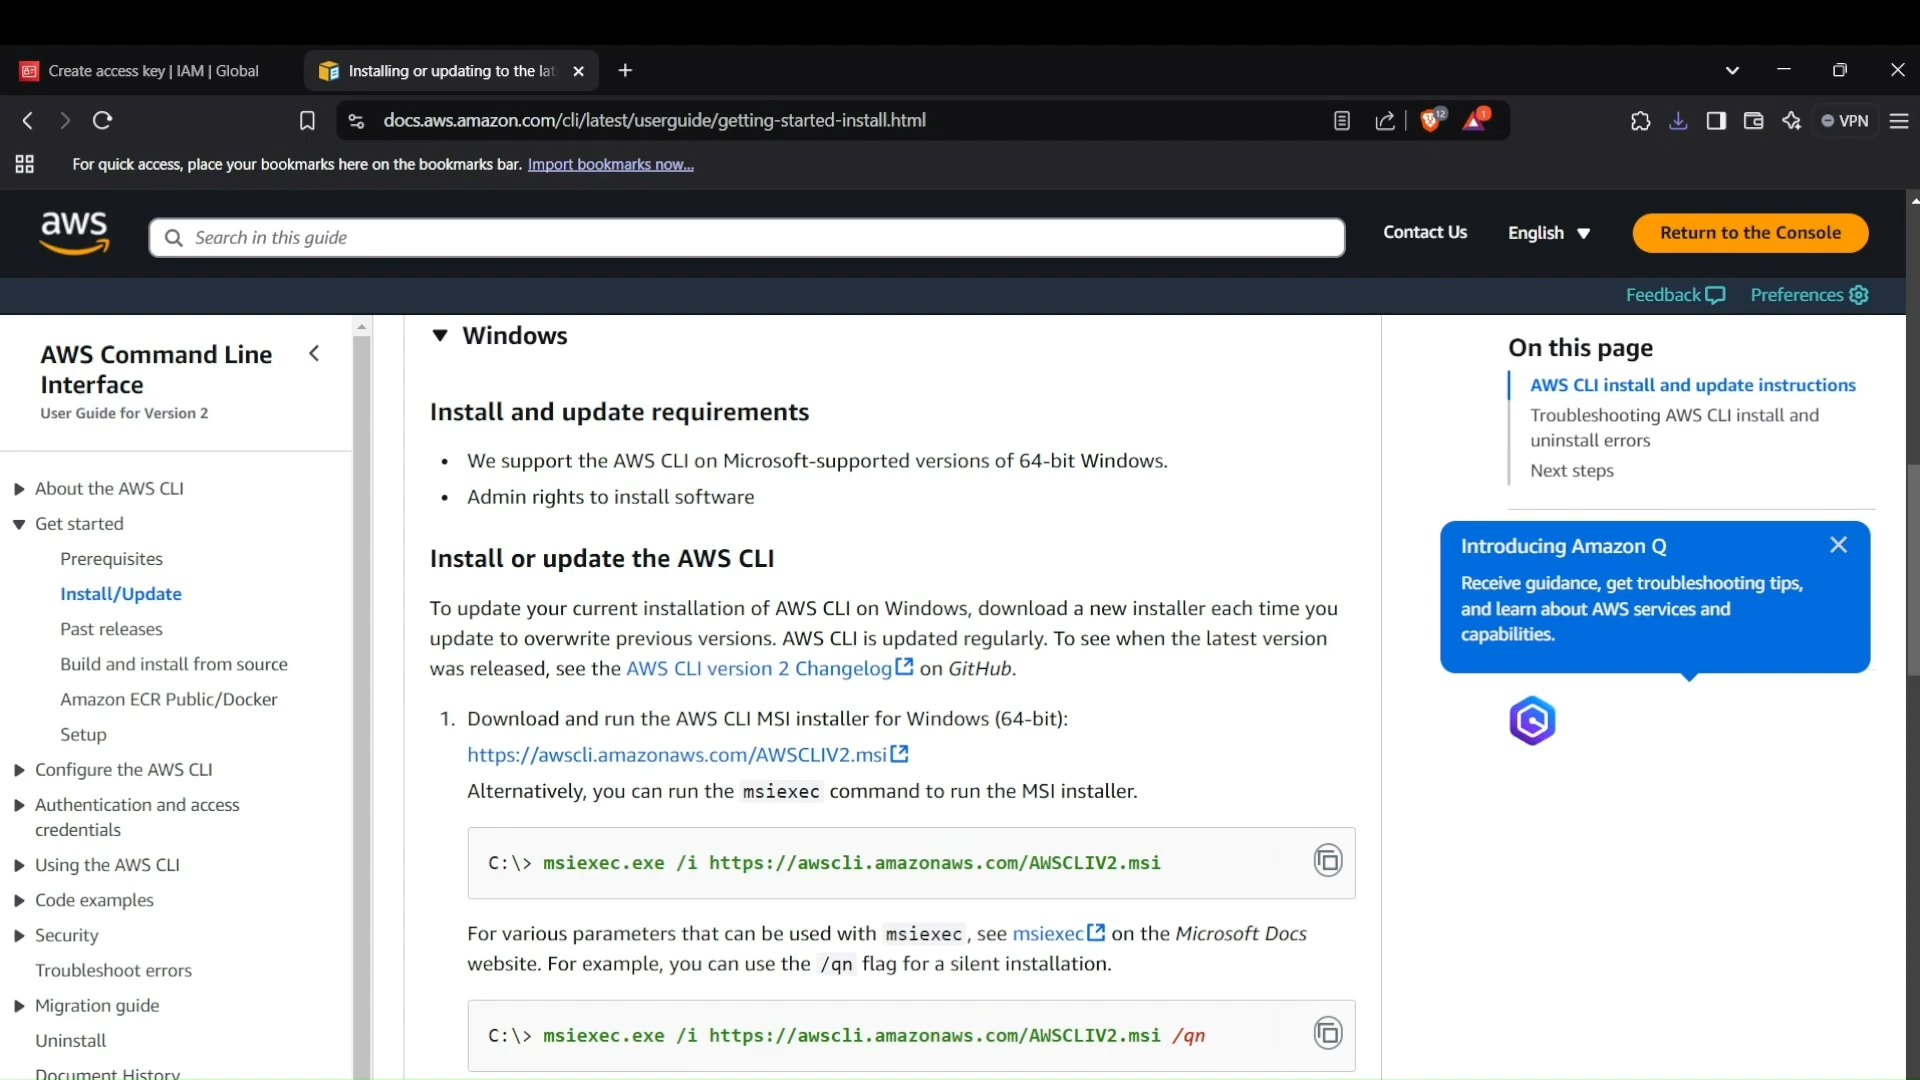 Create access key | IAM | Global
Installing or updating to the lat
docs.aws.amazon.com/cli/latest/userguide/getting-started-install.html
12
1
VPN
For quick access, place your bookmarks here on the bookmarks bar. Import bookmarks now...
aws
Search in this guide
Contact Us
English
Return to the Console
Feedback
Preferences
AWS Command Line
Interface
User Guide for Version 2
About the AWS CLI
Get started
Prerequisites
Install/Update
Past releases
Build and install from source
Amazon ECR Public/Docker
Setup
Configure the AWS CLI
Authentication and access
credentials
Using the AWS CLI
Code examples
Security
Troubleshoot errors
Migration guide
Uninstall
Document History
Windows
Install and update requirements
• We support the AWS CLI on Microsoft-supported versions of 64-bit Windows.
• Admin rights to install software
Install or update the AWS CLI
To update your current installation of AWS CLI on Windows, download a new installer each time you
update to overwrite previous versions. AWS CLI is updated regularly. To see when the latest version
was released, see the AWS CLI version 2 Changelog on GitHub.
1. Download and run the AWS CLI MSI installer for Windows (64-bit):
https://awscli.amazonaws.com/AWSCLIV2.msi
Alternatively, you can run the msiexec command to run the MSI installer.
C:\> msiexec.exe /i https://awscli.amazonaws.com/AWSCLIV2.msi
For various parameters that can be used with msiexec, see msiexec on the Microsoft Docs
website. For example, you can use the /qn flag for a silent installation.
C:\> msiexec.exe /i https://awscli.amazonaws.com/AWSCLIV2.msi /qn
On this page
AWS CLI install and update instructions
Troubleshooting AWS CLI install and
uninstall errors
Next steps
Introducing Amazon Q
Receive guidance, get troubleshooting tips,
and learn about AWS services and
capabilities.